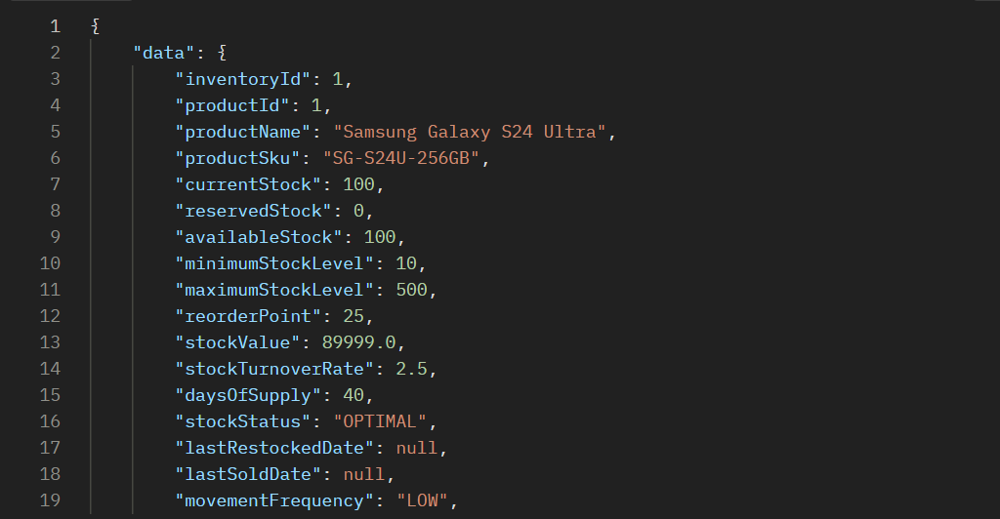 1 {
2     "data": {
3         "inventoryId": 1,
4         "productId": 1,
5         "productName": "Samsung Galaxy S24 Ultra",
6         "productSku": "SG-S24U-256GB",
7         "currentStock": 100,
8         "reservedStock": 0,
9         "availableStock": 100,
10         "minimumStockLevel": 10,
11         "maximumStockLevel": 500,
12         "reorderPoint": 25,
13         "stockValue": 89999.0,
14         "stockTurnoverRate": 2.5,
15         "daysOfSupply": 40,
16         "stockStatus": "OPTIMAL",
17         "lastRestockedDate": null,
18         "lastSoldDate": null,
19         "movementFrequency": "LOW",